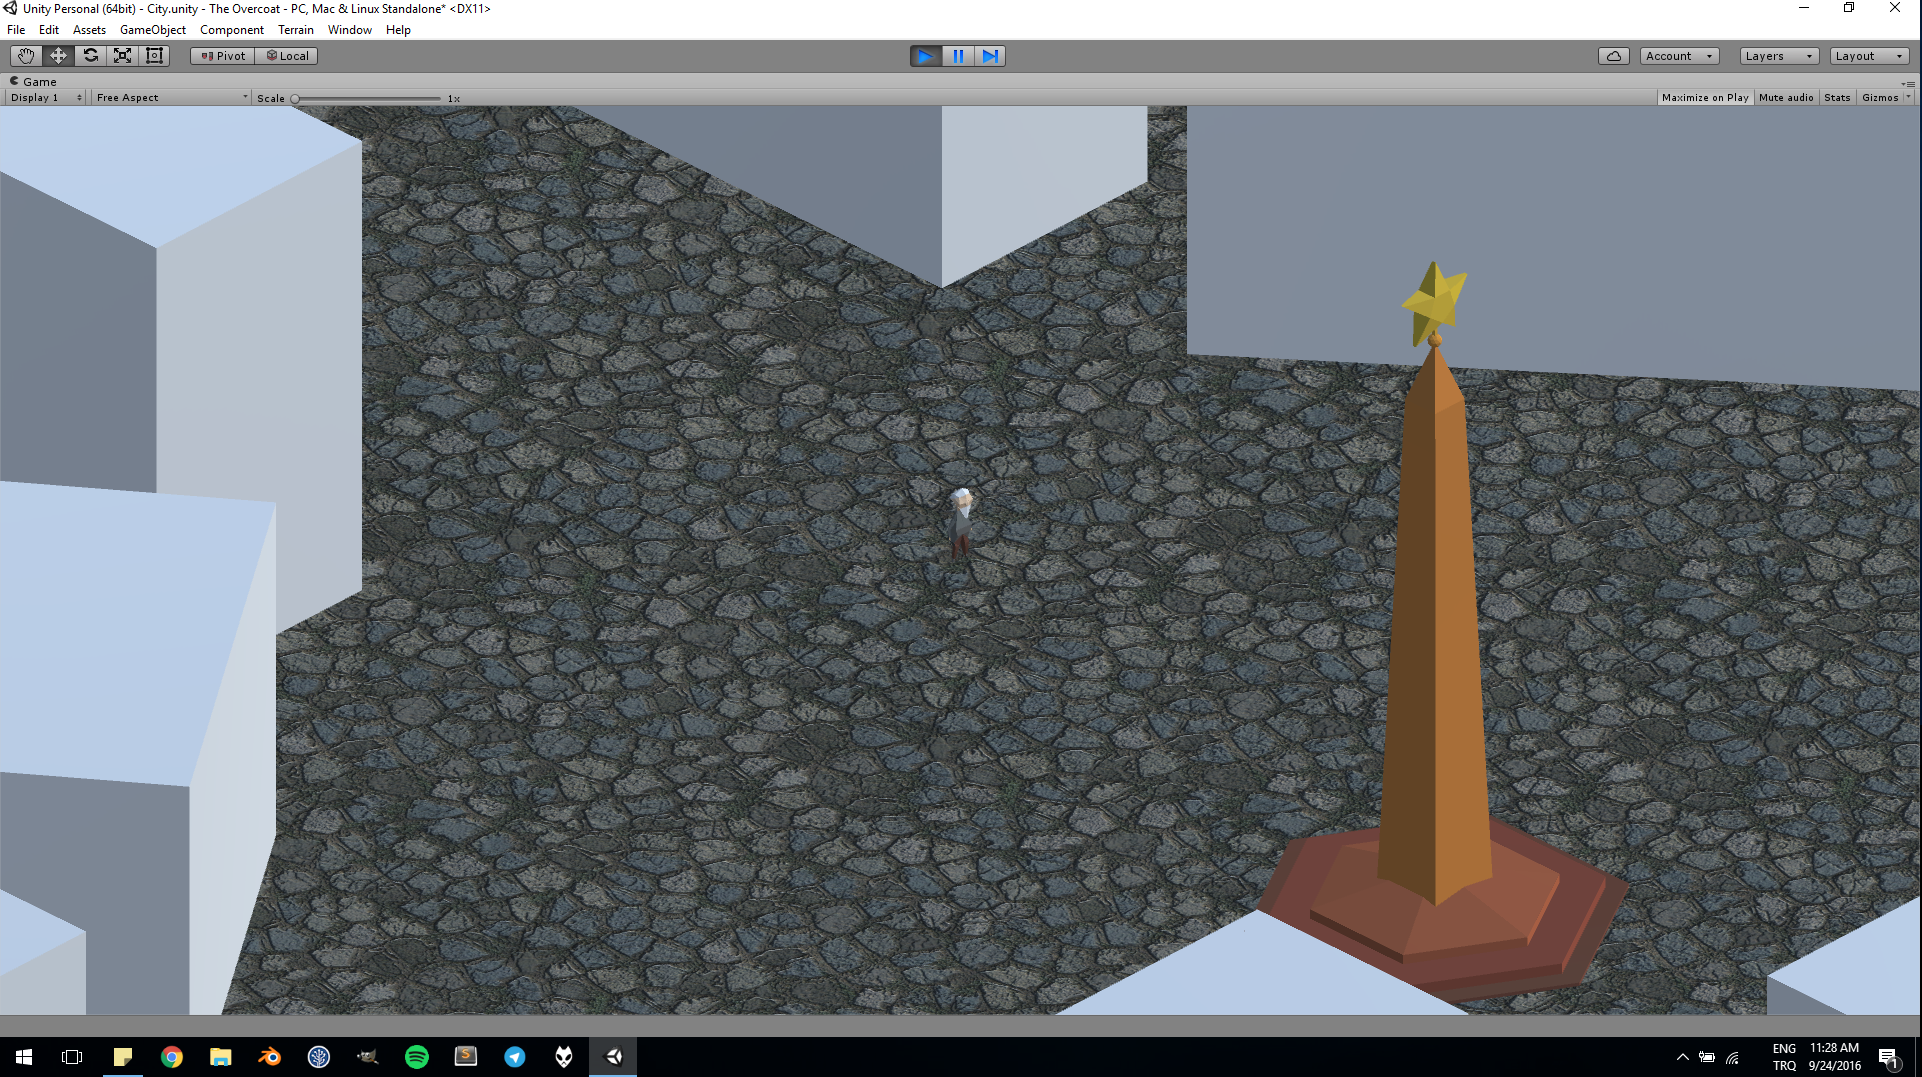 Unity Personal (64bit) - City.unity - The Overcoat - PC, Mac & Linux Standalone* <DX11>
File Edit Assets GameObject Component Terrain Window Help
Pivot Local Account Layers Layout
Game
Display 1 Free Aspect Scale 1x Maximize on Play Mute audio Stats Gizmos
S
ENG 11:28 AM
TRQ 9/24/2016 1